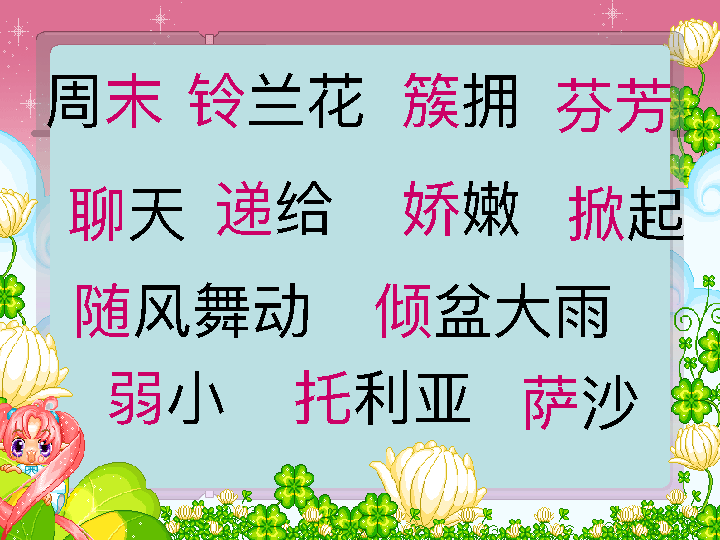 周末 铃兰花 簇拥 芬芳
聊天 递给 娇嫩 掀起
随风舞动 倾盆大雨
弱小 托利亚 萨沙